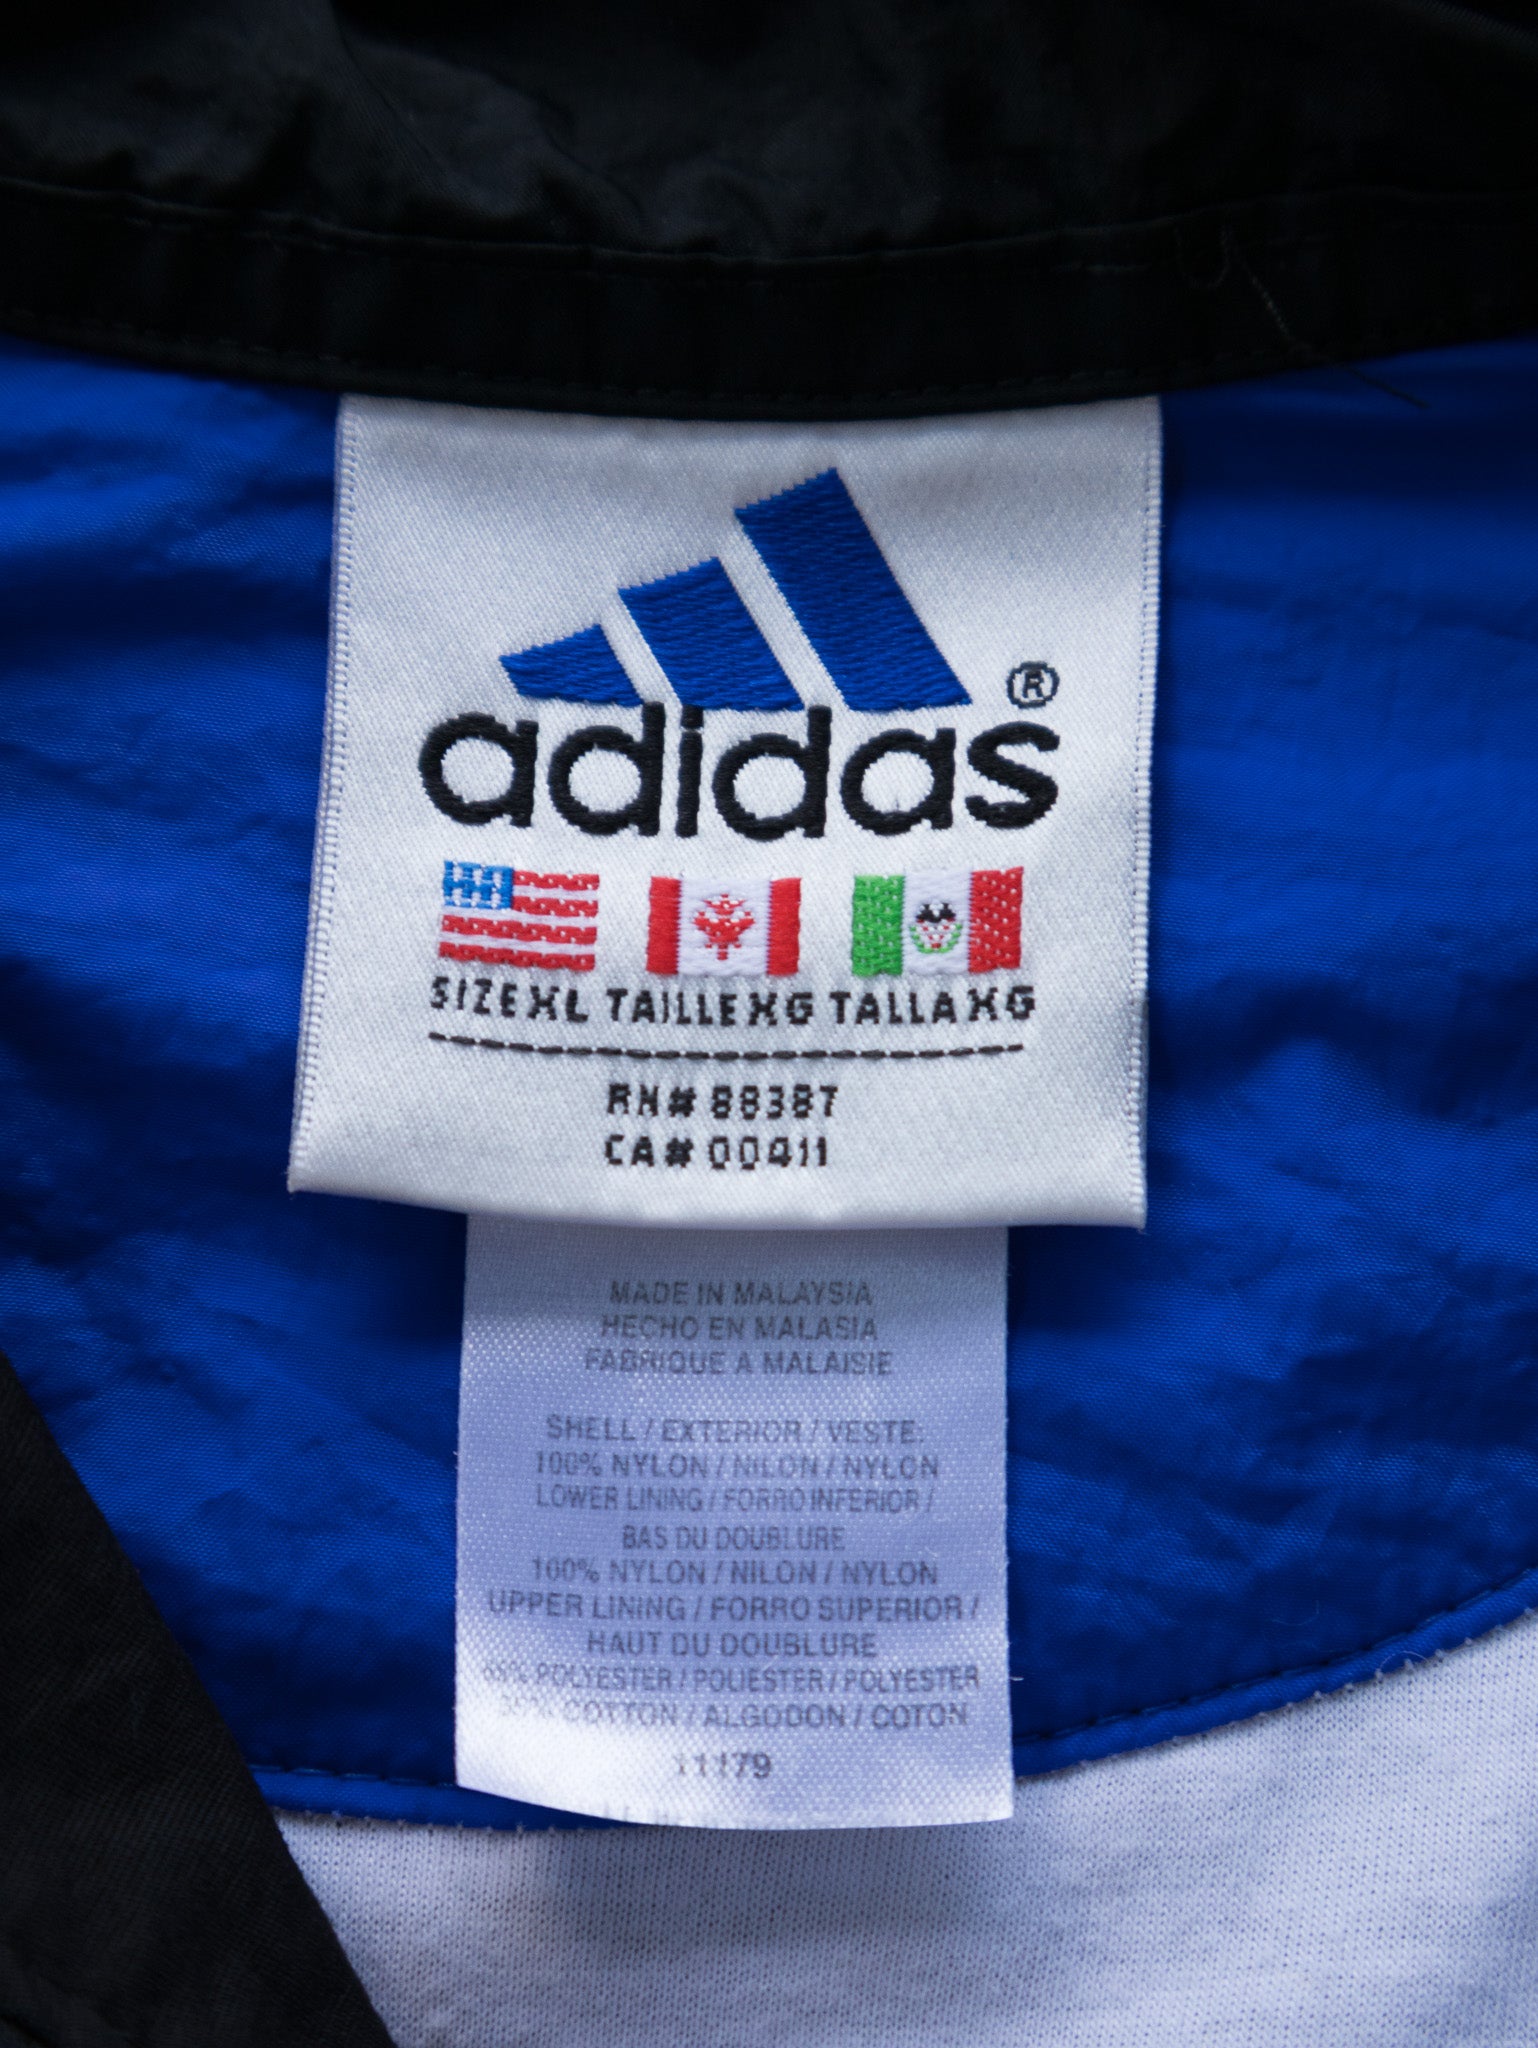 ®
adidas
SIZE XL TAILLE XG TALLA XG
RN# 88387
CA# 00411
MADE IN MALAYSIA
HECHO EN MALASIA
FABRIQUE A MALAISIE
SHELL / EXTERIOR / VESTE:
100% NYLON / NILON / NYLON
LOWER LINING / FORRO INFERIOR /
BAS DU DOUBLURE
100% NYLON / NILON / NYLON
UPPER LINING / FORRO SUPERIOR /
HAUT DU DOUBLURE
POLYESTER / POLIESTER / POLYESTER
COTTON / ALGODON / COTON
11179